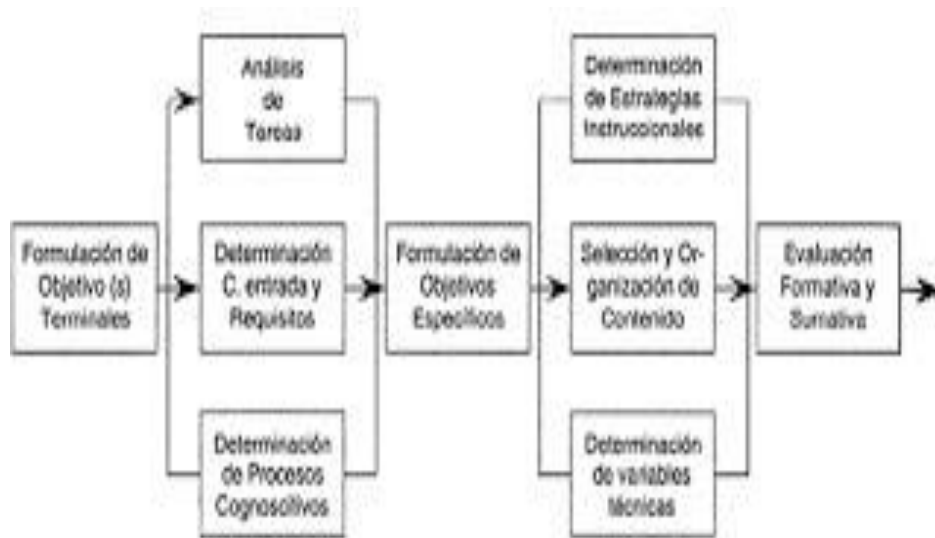 Análisis
de
Tareas
Determinación
de Estrategias
Instruccionales
Formulación de
Objetivo (s)
Terminales
Determinación
C. entrada y
Requisitos
Formulación de
Objetivos
Específicos
Selección y Or-
ganización de
Contenido
Evaluación
Formativa y
Sumativa
Determinación
de Procesos
Cognoscitivos
Determinación
de variables
técnicas